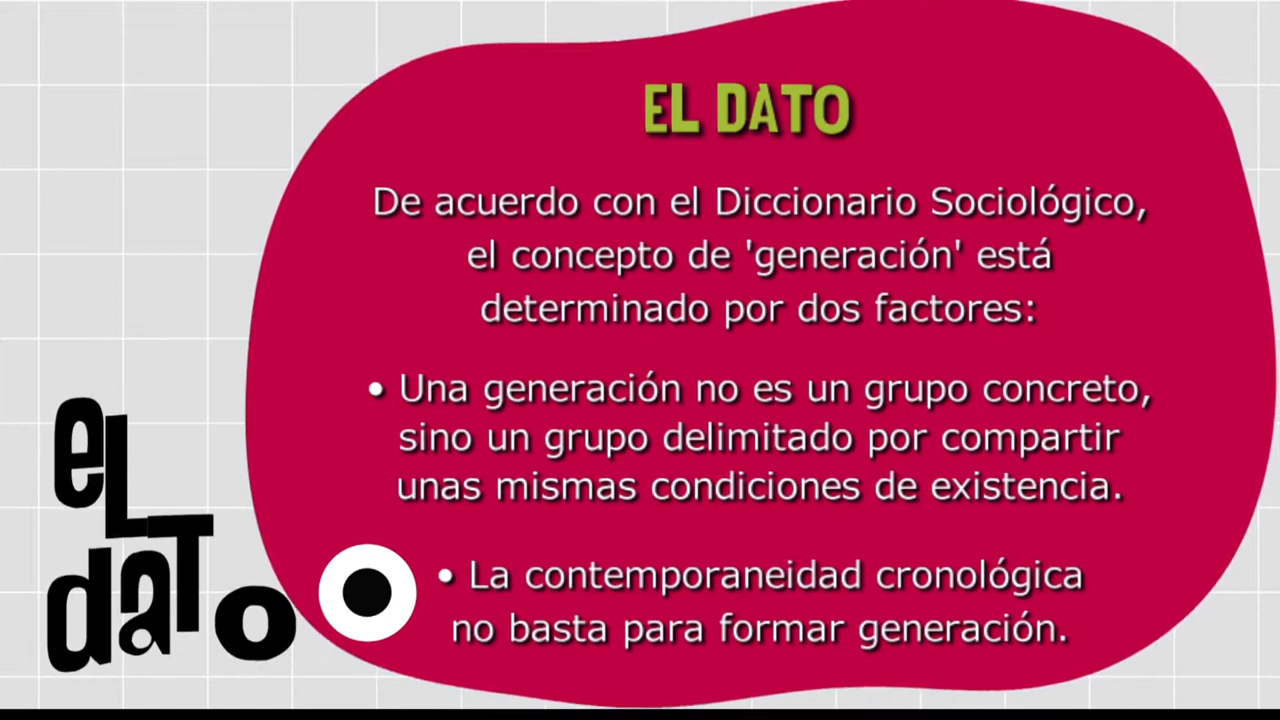 EL DATO
De acuerdo con el Diccionario Sociológico,
el concepto de 'generación' está
determinado por dos factores:
• Una generación no es un grupo concreto,
sino un grupo delimitado por compartir
unas mismas condiciones de existencia.
• La contemporaneidad cronológica
no basta para formar generación.
eL
daTo